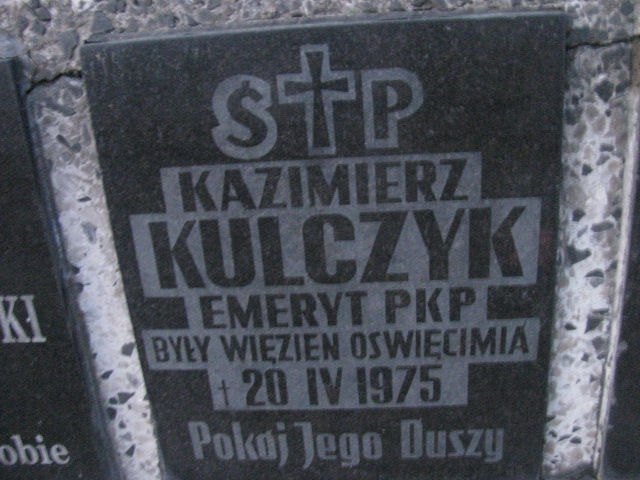 Ś✝P
KAZIMIERZ
KULCZYK
EMERYT PKP
BYŁY WIĘZIEŃ OŚWIĘCIMIA
✝ 20 IV 1975
Pokój Jego Duszy
KI
obie